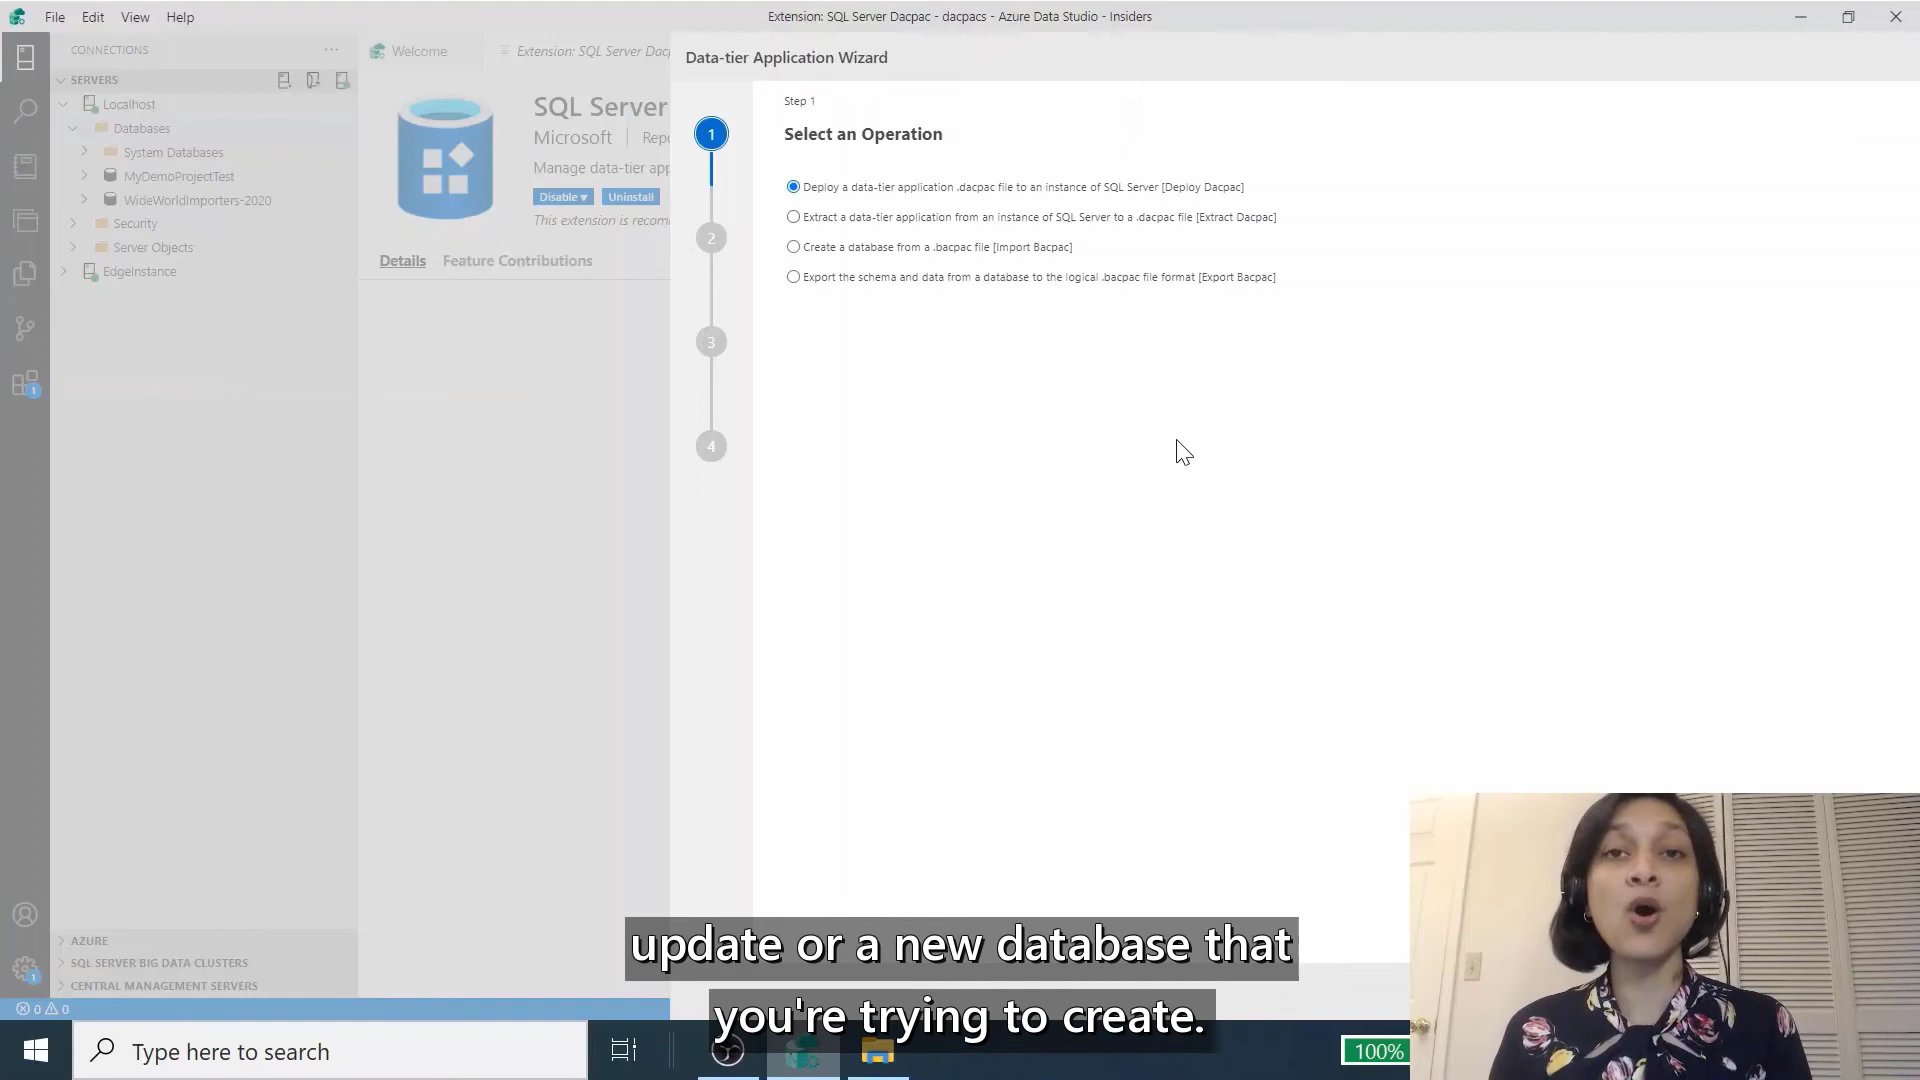 File Edit View Help
Extension: SQL Server Dacpac - dacpacs - Azure Data Studio - Insiders
CONNECTIONS
SERVERS
Localhost
Databases
System Databases
MyDemoProjectTest
WideWorldImporters-2020
Security
Server Objects
EdgeInstance
AZURE
SQL SERVER BIG DATA CLUSTERS
CENTRAL MANAGEMENT SERVERS
1
1
0 0
Welcome
Extension: SQL Server Dacp
SQL Server
Microsoft
Manage data-tier app
Disable Uninstall
This extension is recom
Details Feature Contributions
Data-tier Application Wizard
1
2
3
4
Step 1
Select an Operation
Deploy a data-tier application .dacpac file to an instance of SQL Server [Deploy Dacpac]
Extract a data-tier application from an instance of SQL Server to a .dacpac file [Extract Dacpac]
Create a database from a .bacpac file [Import Bacpac]
Export the schema and data from a database to the logical .bacpac file format [Export Bacpac]
update or a new database that
you're trying to create.
Type here to search
100%